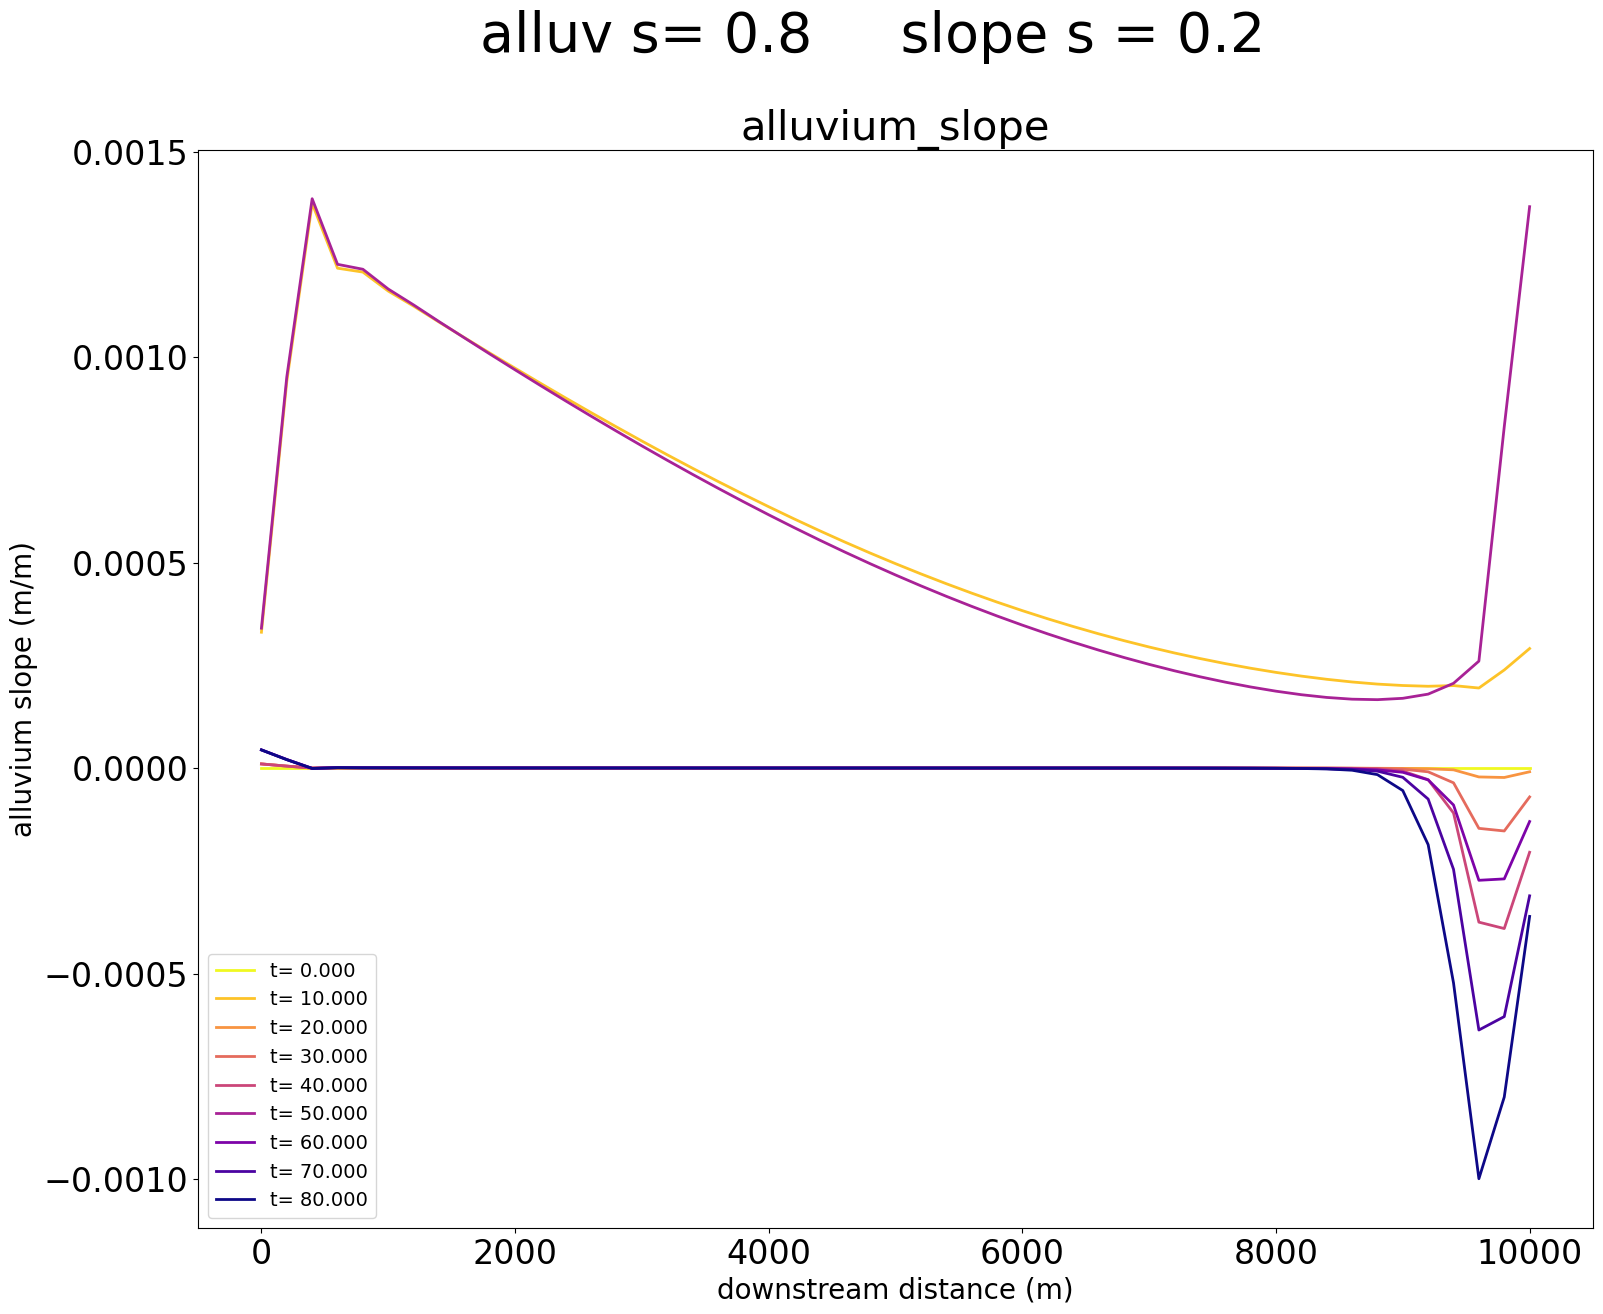 alluv s= 0.8     slope s = 0.2
alluvium_slope
0.0015
0.0010
0.0005
0.0000
−0.0005
−0.0010
alluvium slope (m/m)
t= 0.000
t= 10.000
t= 20.000
t= 30.000
t= 40.000
t= 50.000
t= 60.000
t= 70.000
t= 80.000
0 2000 4000 6000 8000 10000
downstream distance (m)